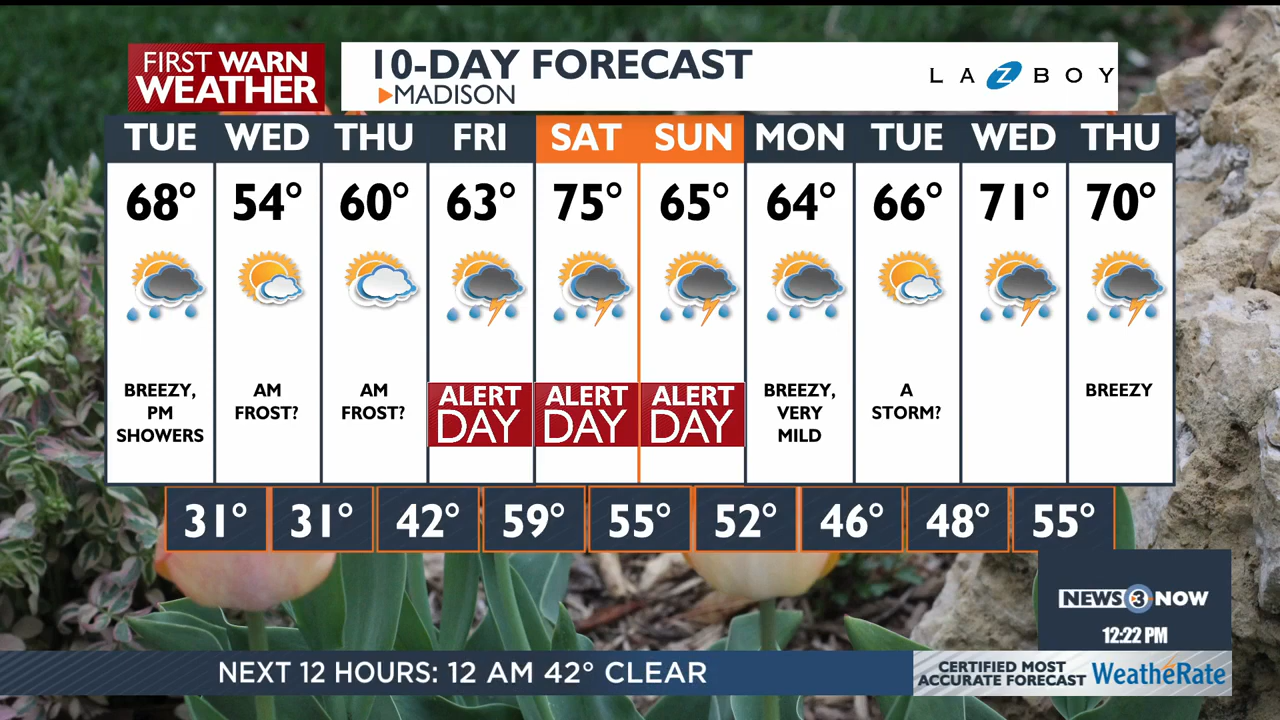 FIRST WARN
WEATHER
10-DAY FORECAST
MADISON
LA Z BOY
TUE WED THU FRI SAT SUN MON TUE WED THU
68° 54° 60° 63° 75° 65° 64° 66° 71° 70°
BREEZY,
PM
SHOWERS
AM
FROST?
AM
FROST?
ALERT
DAY
ALERT
DAY
ALERT
DAY
BREEZY,
VERY
MILD
A
STORM?
BREEZY
31° 31° 42° 59° 55° 52° 46° 48° 55°
NEWS 3 NOW
12:22 PM
NEXT 12 HOURS: 12 AM 42° CLEAR
CERTIFIED MOST
ACCURATE FORECAST
WeatheRate